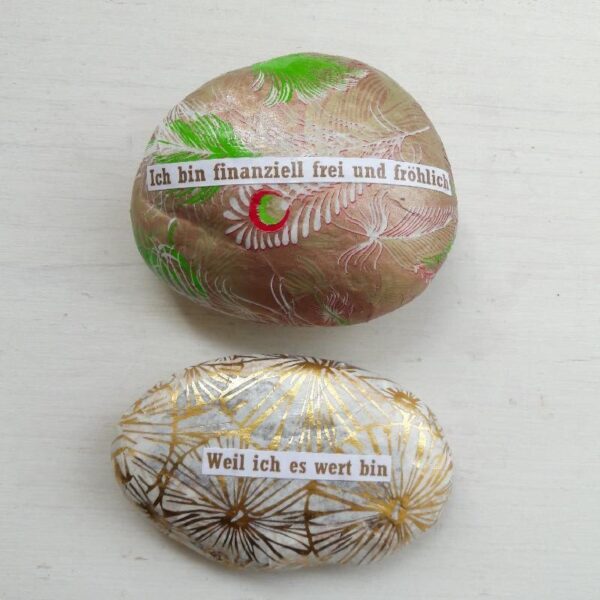 Ich bin finanziell frei und fröhlich
Weil ich es wert bin